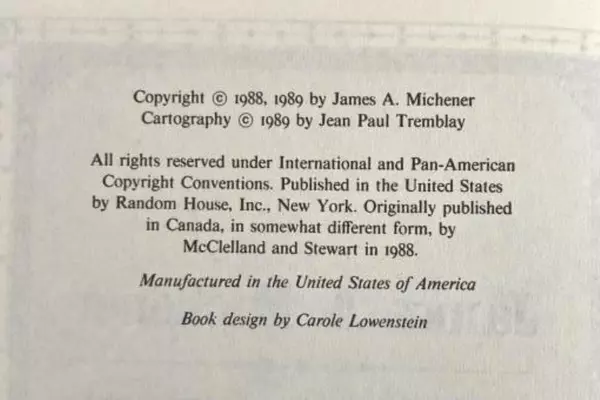 Copyright © 1988, 1989 by James A. Michener
Cartography © 1989 by Jean Paul Tremblay
All rights reserved under International and Pan-American
Copyright Conventions. Published in the United States
by Random House, Inc., New York. Originally published
in Canada, in somewhat different form, by
McClelland and Stewart in 1988.
Manufactured in the United States of America
Book design by Carole Lowenstein